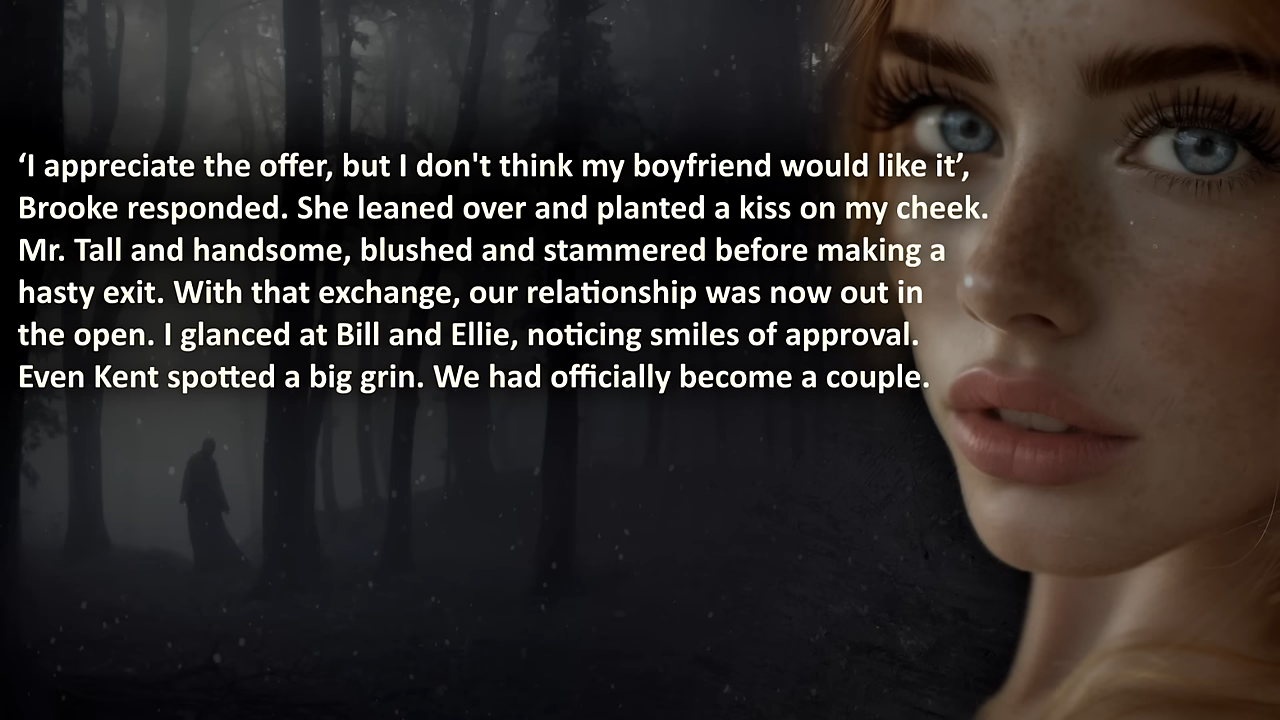 ‘I appreciate the offer, but I don't think my boyfriend would like it’,
Brooke responded. She leaned over and planted a kiss on my cheek.
Mr. Tall and handsome, blushed and stammered before making a
hasty exit. With that exchange, our relationship was now out in
the open. I glanced at Bill and Ellie, noticing smiles of approval.
Even Kent spotted a big grin. We had officially become a couple.